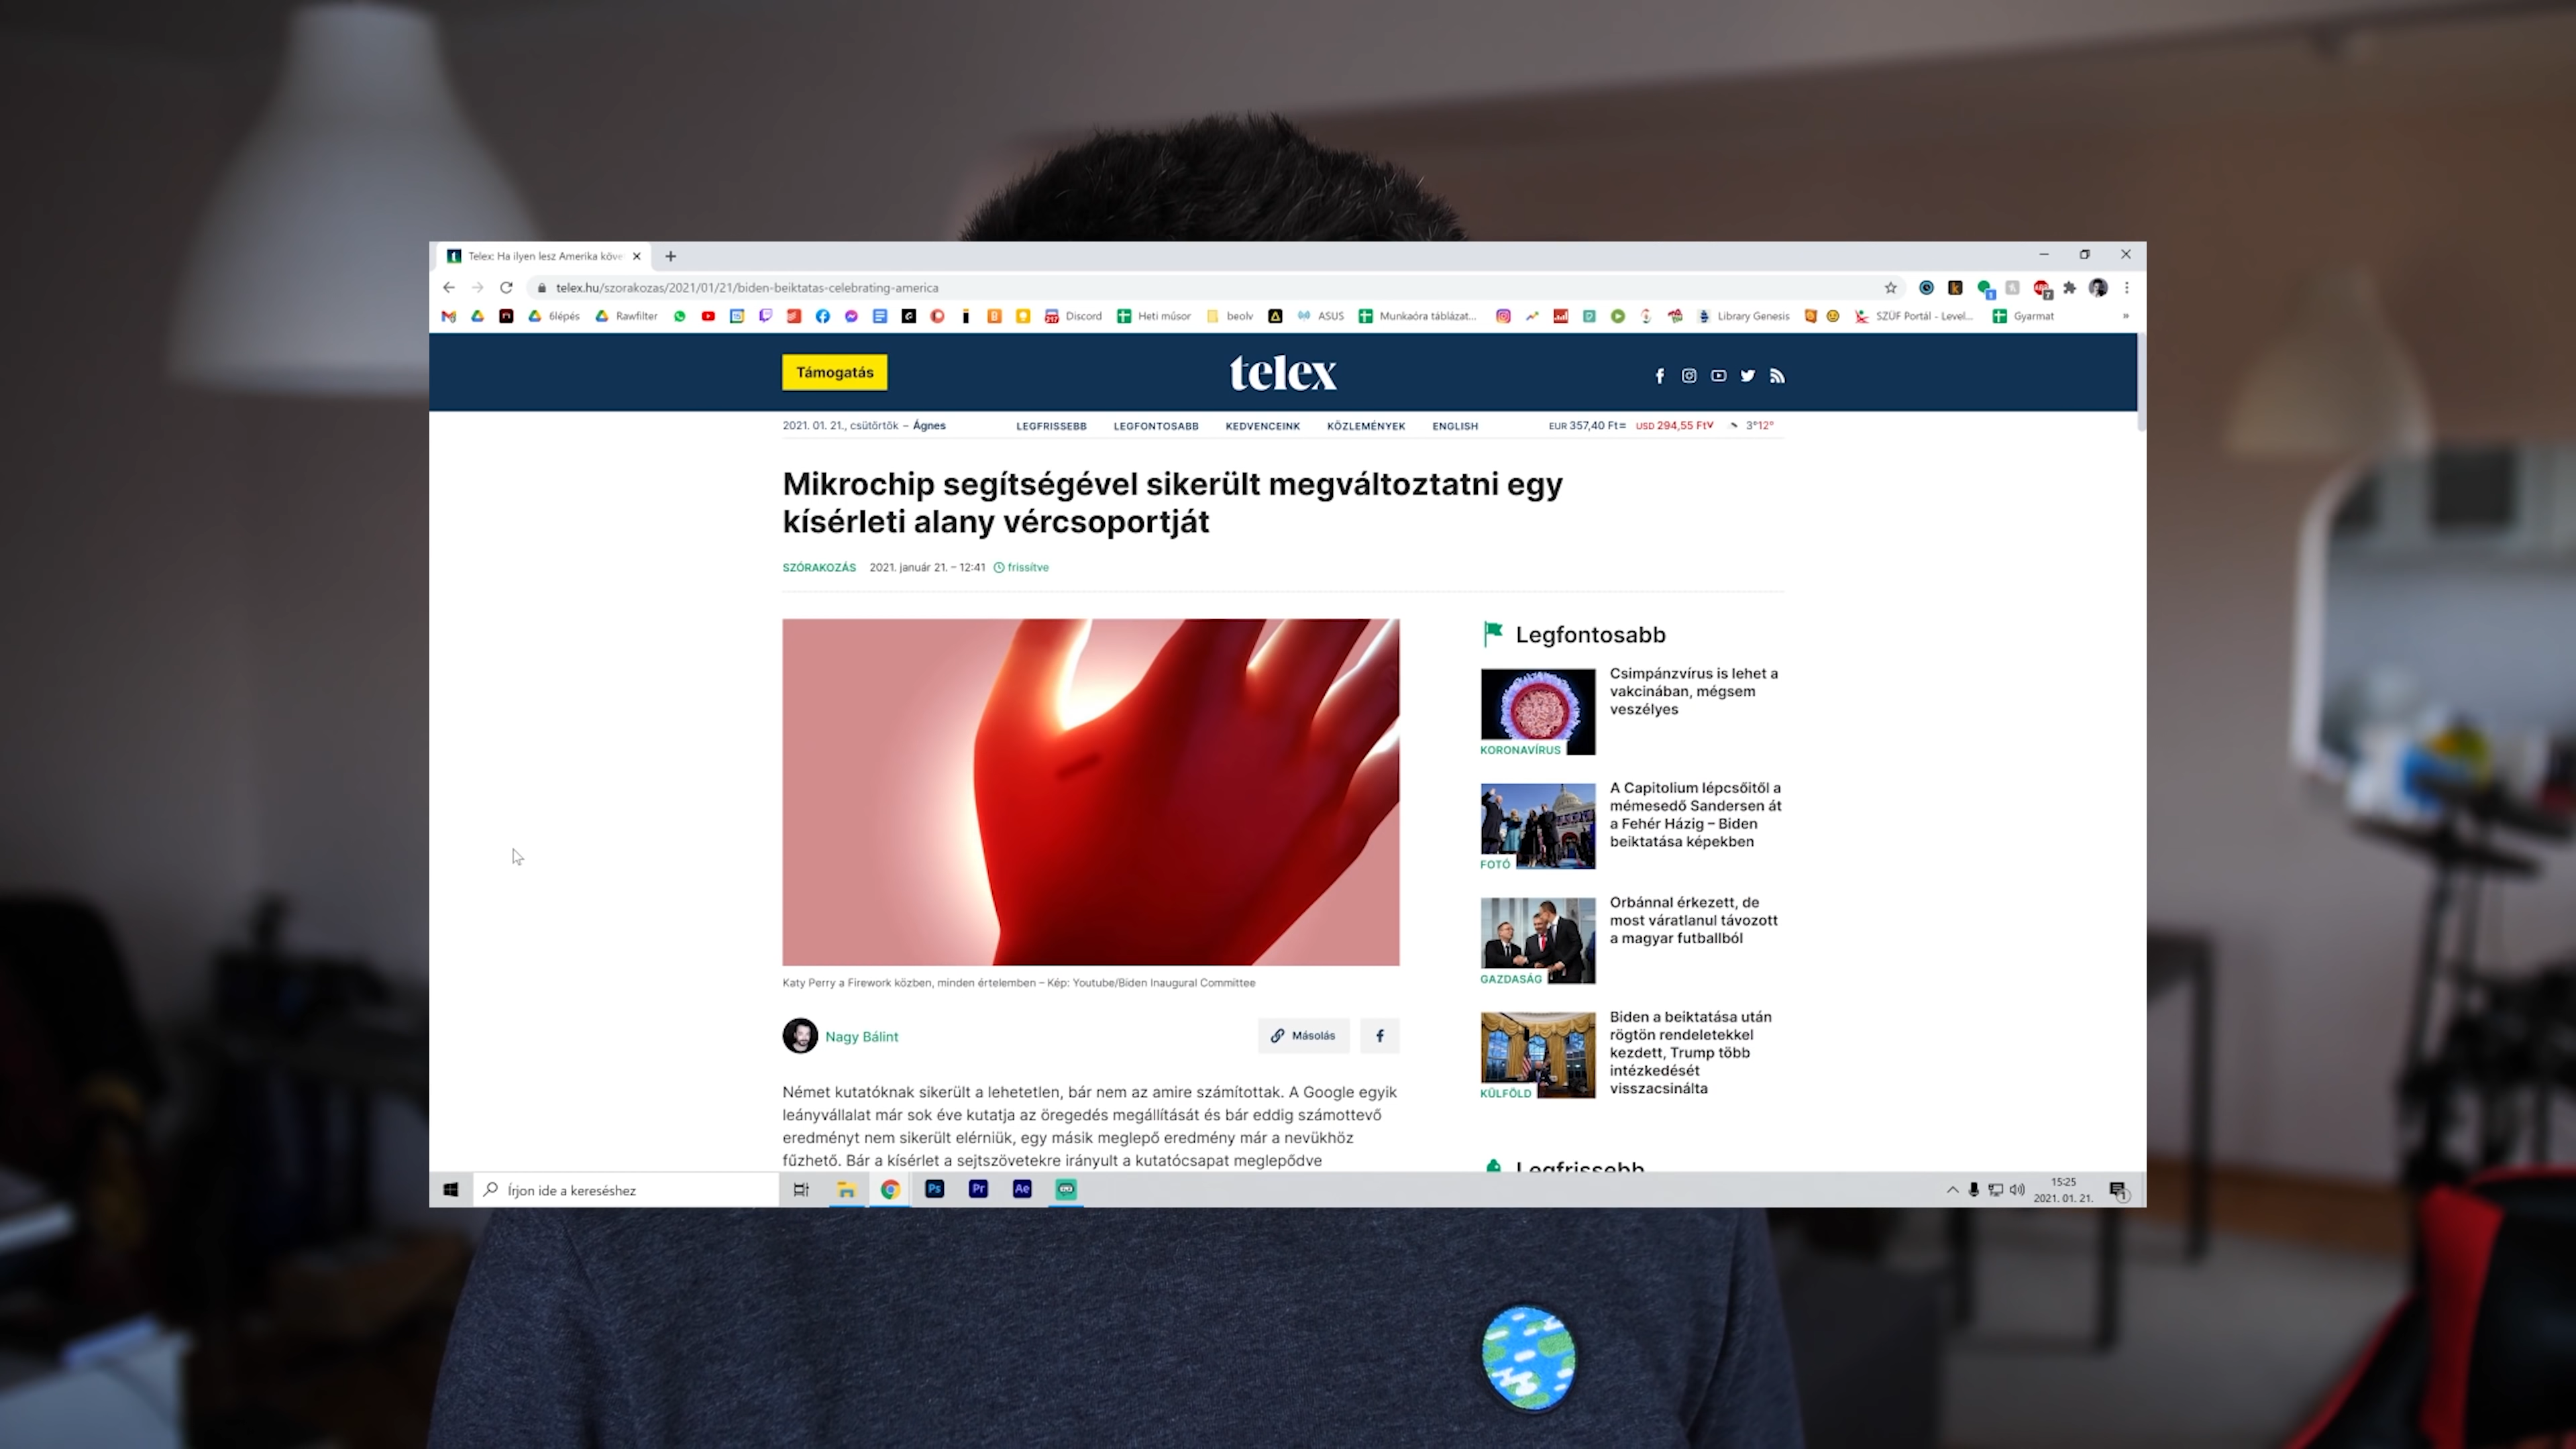 Telex: Ha ilyen lesz Amerika köve
telex.hu/szorakozas/2021/01/21/biden-beiktatas-celebrating-america
6lépés
Rawfilter
Discord
Heti műsor
beolv
ASUS
Munkaóra táblázat...
Library Genesis
SZÜF Portál - Level...
Gyarmat
»
Támogatás
telex
2021. 01. 21., csütörtök – Ágnes
LEGFRISSEBB
LEGFONTOSABB
KEDVENCEINK
KÖZLEMÉNYEK
ENGLISH
EUR 357,40 Ft=
USD 294,55 Ft˅
3°12°
Mikrochip segítségével sikerült megváltoztatni egy
kísérleti alany vércsoportját
SZÓRAKOZÁS 2021. január 21. – 12:41 frissítve
Katy Perry a Firework közben, minden értelemben – Kép: Youtube/Biden Inaugural Committee
Nagy Bálint
Másolás
Német kutatóknak sikerült a lehetetlen, bár nem az amire számítottak. A Google egyik
leányvállalat már sok éve kutatja az öregedés megállítását és bár eddig számottevő
eredményt nem sikerült elérniük, egy másik meglepő eredmény már a nevükhöz
fűzhető. Bár a kísérlet a sejtszövetekre irányult a kutatócsapat meglepődve
Legfontosabb
Csimpánzvírus is lehet a
vakcinában, mégsem
veszélyes
KORONAVÍRUS
A Capitolium lépcsőitől a
mémesedő Sandersen át
a Fehér Házig – Biden
beiktatása képekben
FOTÓ
Orbánnal érkezett, de
most váratlanul távozott
a magyar futballból
GAZDASÁG
Biden a beiktatása után
rögtön rendeletekkel
kezdett, Trump több
intézkedését
visszacsinálta
KÜLFÖLD
Legfrissebb
Írjon ide a kereséshez
Ps
Pr
Ae
15:25
2021. 01. 21.
1